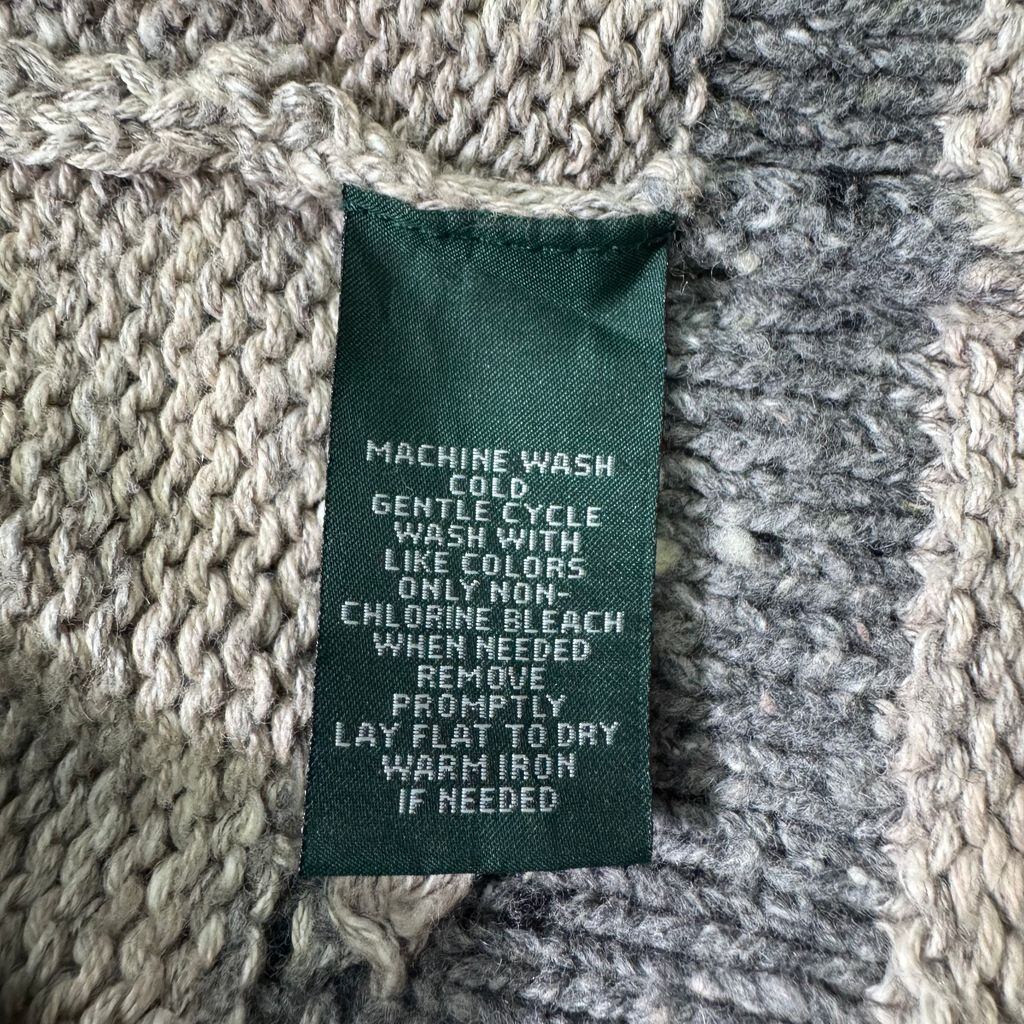 MACHINE WASH
COLD
GENTLE CYCLE
WASH WITH
LIKE COLORS
ONLY NON-
CHLORINE BLEACH
WHEN NEEDED
REMOVE
PROMPTLY
LAY FLAT TO DRY
WARM IRON
IF NEEDED